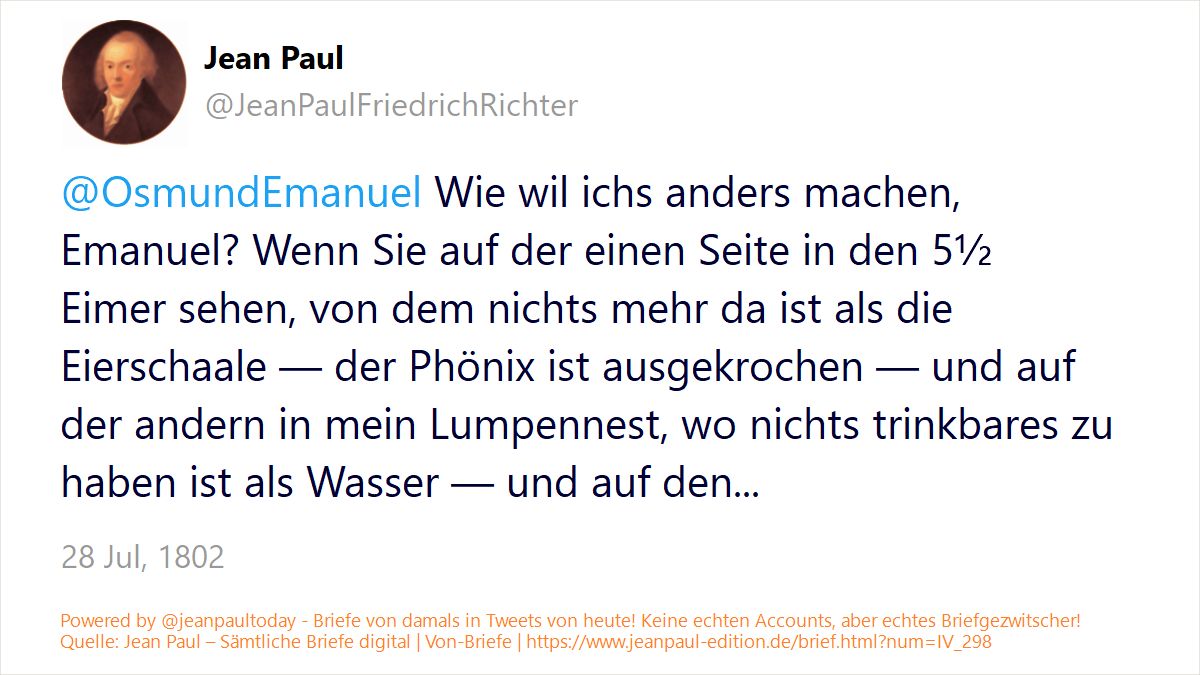 Jean Paul
@JeanPaulFriedrichRichter
@OsmundEmanuel Wie wil ichs anders machen,
Emanuel? Wenn Sie auf der einen Seite in den 5½
Eimer sehen, von dem nichts mehr da ist als die
Eierschaale — der Phönix ist ausgekrochen — und auf
der andern in mein Lumpennest, wo nichts trinkbares zu
haben ist als Wasser — und auf den...
28 Jul, 1802
Powered by @jeanpaultoday - Briefe von damals in Tweets von heute! Keine echten Accounts, aber echtes Briefgezwitscher!
Quelle: Jean Paul – Sämtliche Briefe digital | Von-Briefe | https://www.jeanpaul-edition.de/brief.html?num=IV_298